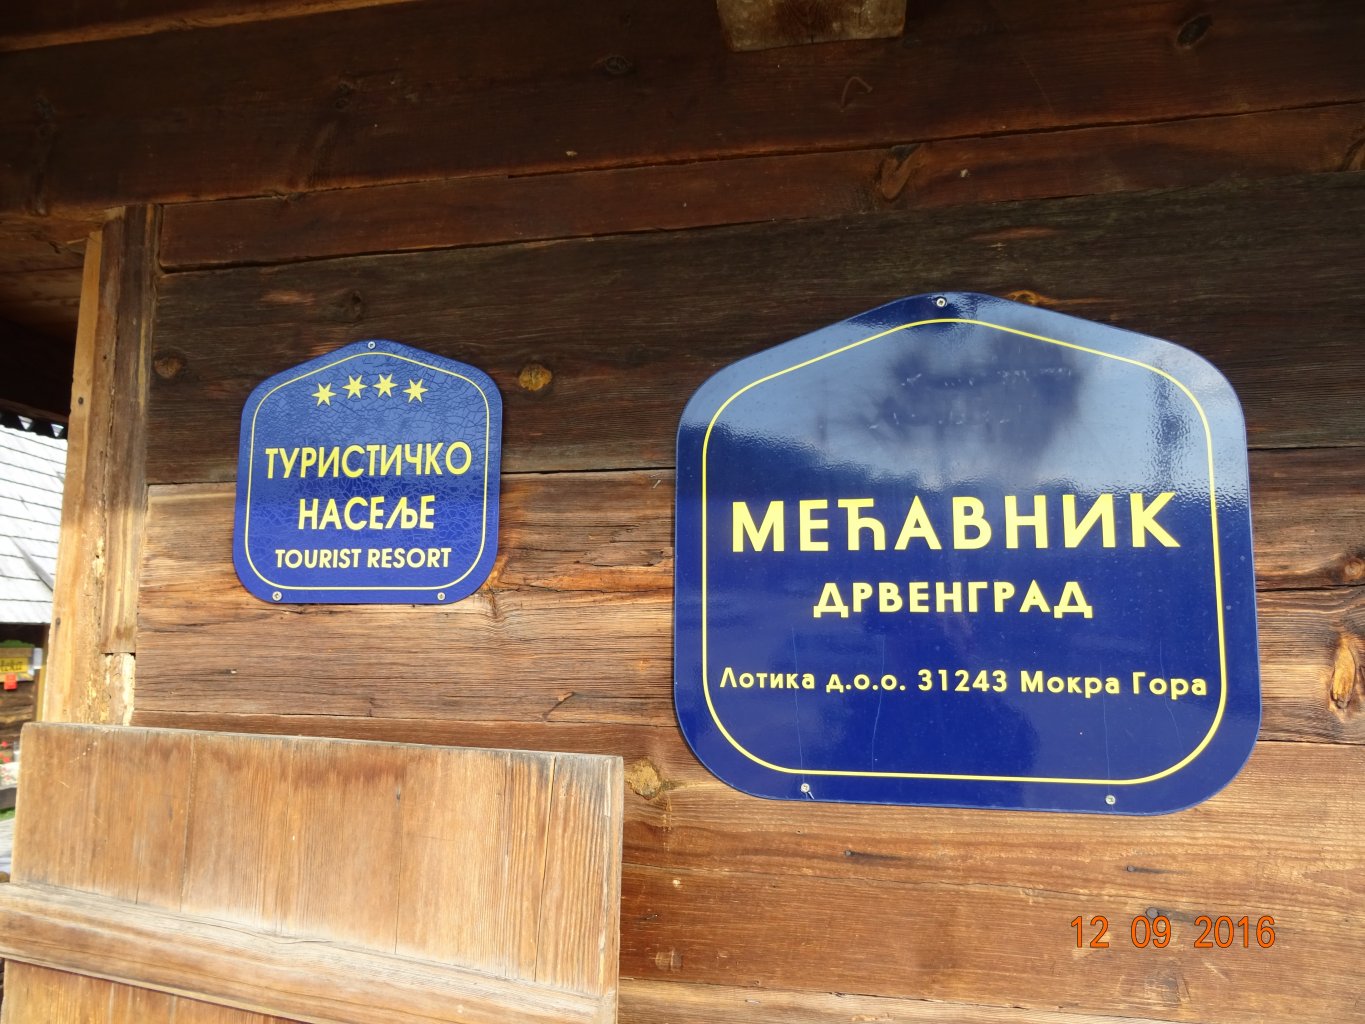 ТУРИСТИЧКО
НАСЕЉЕ
TOURIST RESORT
МЕЋАВНИК
ДРВЕНГРАД
Лотика д.о.о. 31243 Мокра Гора
12 09 2016